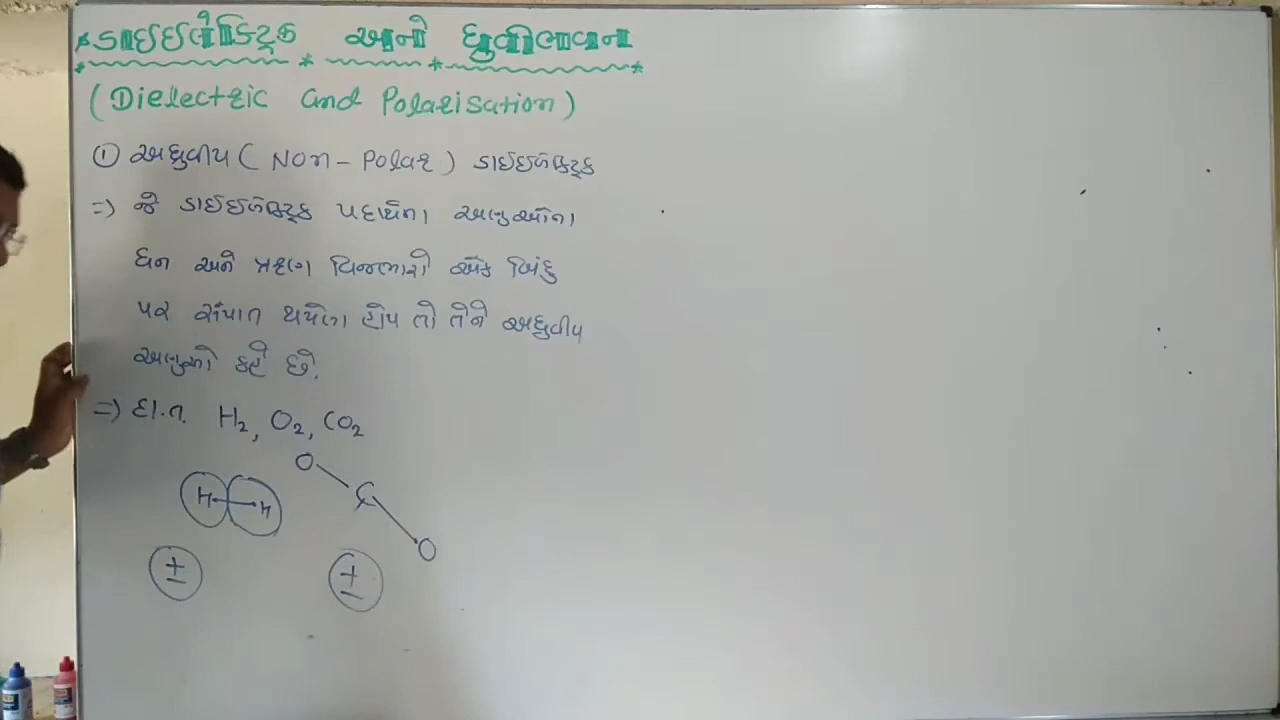 ડાઇઇલેક્ટ્રિક અને ધ્રુવીભવન
(Dielectric and Polarisation)
① અધ્રુવીય ( Non-Polar ) ડાઇઇલેક્ટ્રિક
=> જે ડાઇઇલેક્ટ્રિક પદાર્થના અણુઓના
ધન અને ઋણ વિજભારો એક બિંદુ
પર સંપાત થયેલા હોય તો તેને અધ્રુવીય
અણુઓ કહે છે.
=> દા.ત. H₂, O₂, CO₂
O
H H C
O
± ±